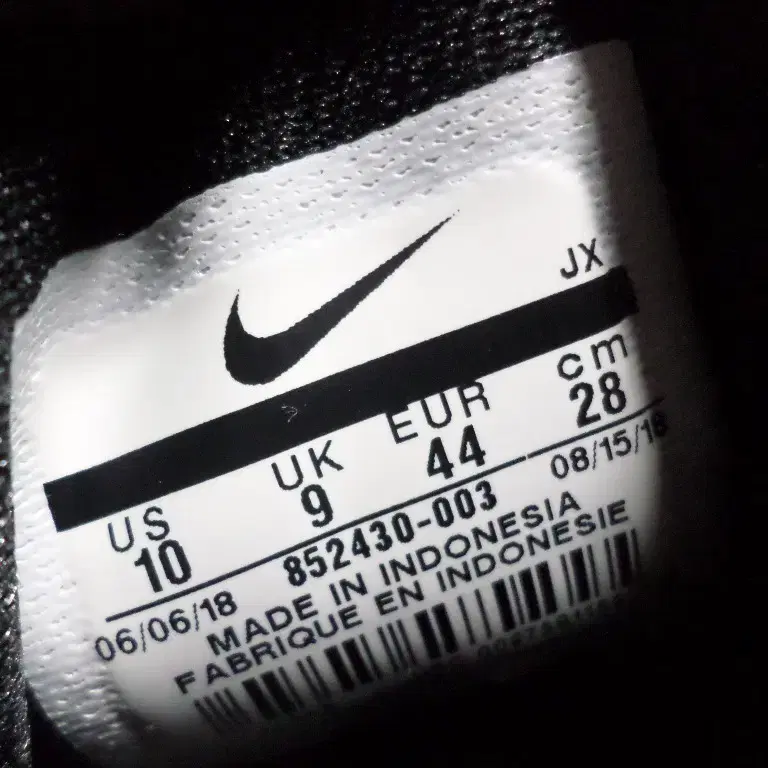 JX
US UK EUR cm
10 9 44 28
06/06/18 852430-003 08/15/18
MADE IN INDONESIA
FABRIQUE EN INDONESIE